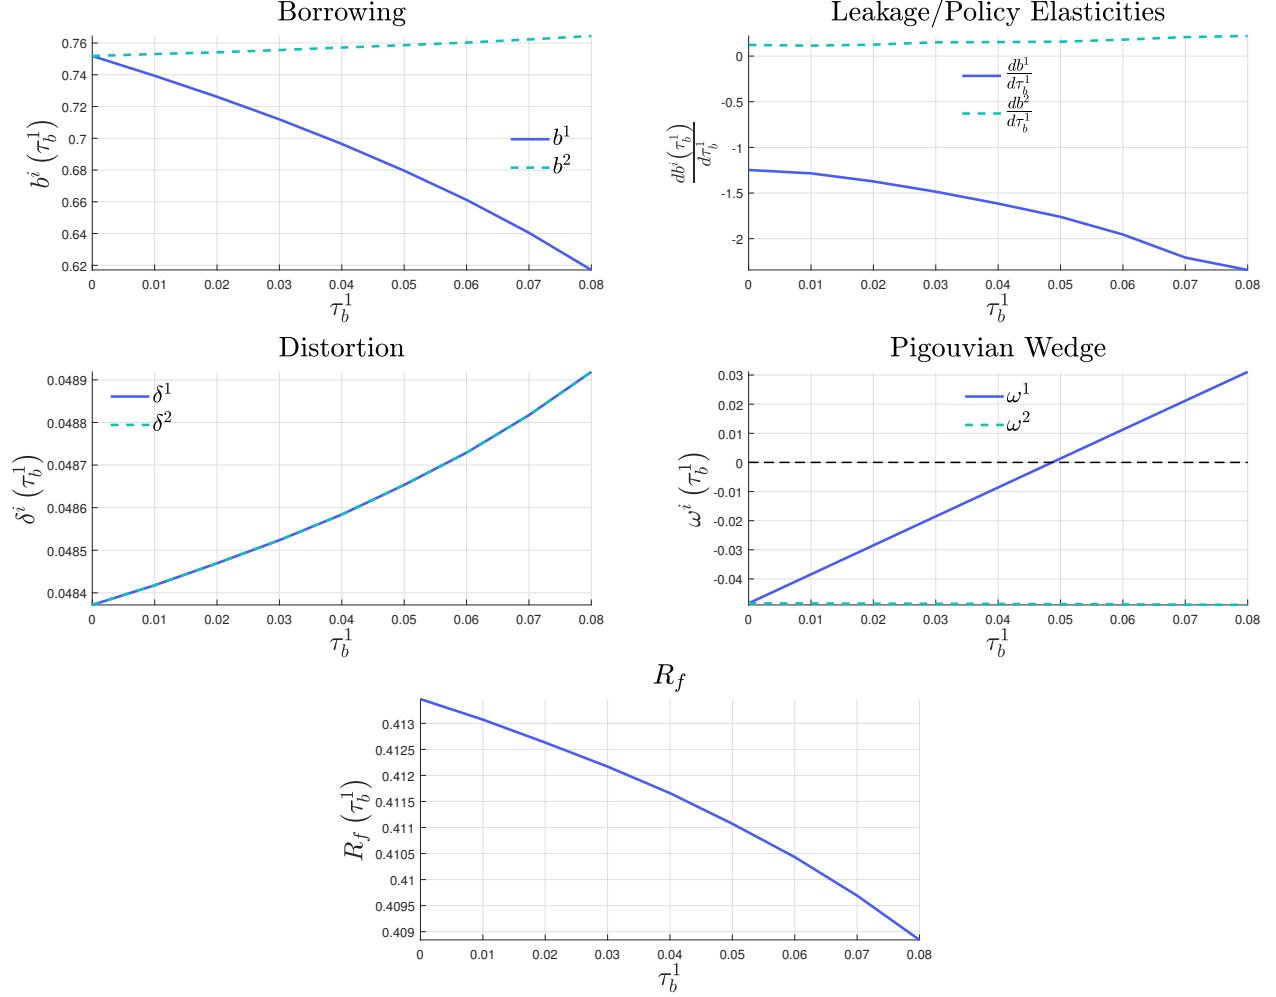 Borrowing
0.76
0.74
0.72
0.7
0.68
0.66
0.64
0.62
b^i (τ_b^1)
b^1
b^2
0 0.01 0.02 0.03 0.04 0.05 0.06 0.07 0.08
τ_b^1
Leakage/Policy Elasticities
0
-0.5
-1
-1.5
-2
db^i(τ_b^1)/dτ_b^1
db^1/dτ_b^1
db^2/dτ_b^1
0 0.01 0.02 0.03 0.04 0.05 0.06 0.07 0.08
τ_b^1
Distortion
0.0489
0.0488
0.0487
0.0486
0.0485
0.0484
δ^i (τ_b^1)
δ^1
δ^2
0 0.01 0.02 0.03 0.04 0.05 0.06 0.07 0.08
τ_b^1
Pigouvian Wedge
0.03
0.02
0.01
0
-0.01
-0.02
-0.03
-0.04
ω^i (τ_b^1)
ω^1
ω^2
0 0.01 0.02 0.03 0.04 0.05 0.06 0.07 0.08
τ_b^1
R_f
0.413
0.4125
0.412
0.4115
0.411
0.4105
0.41
0.4095
0.409
R_f (τ_b^1)
0 0.01 0.02 0.03 0.04 0.05 0.06 0.07 0.08
τ_b^1